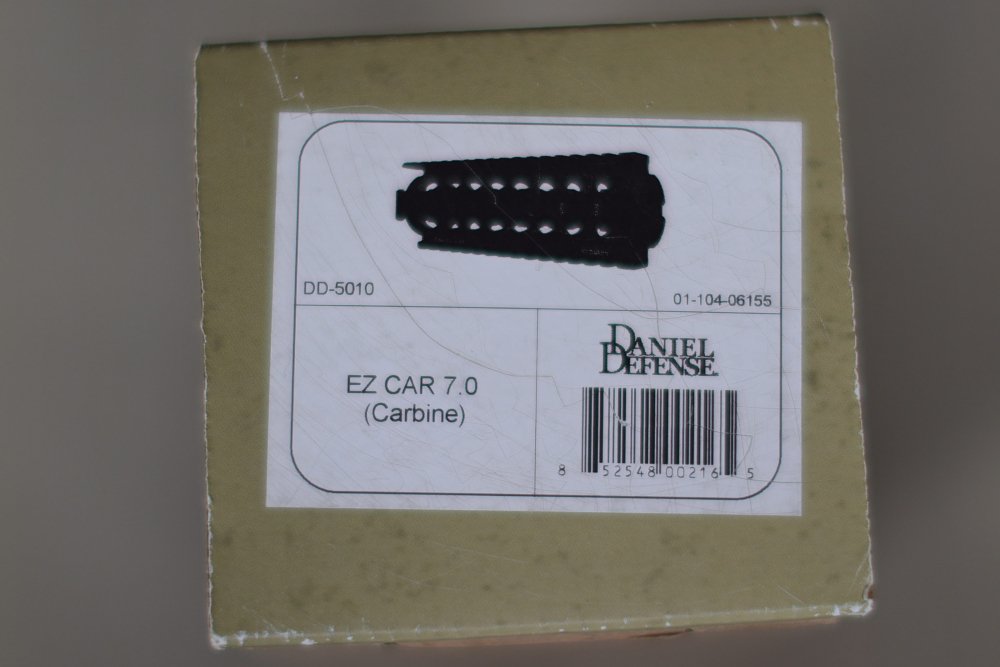 DD-5010
01-104-06155
EZ CAR 7.0
(Carbine)
DANIEL
DEFENSE
8 52548 00216 5